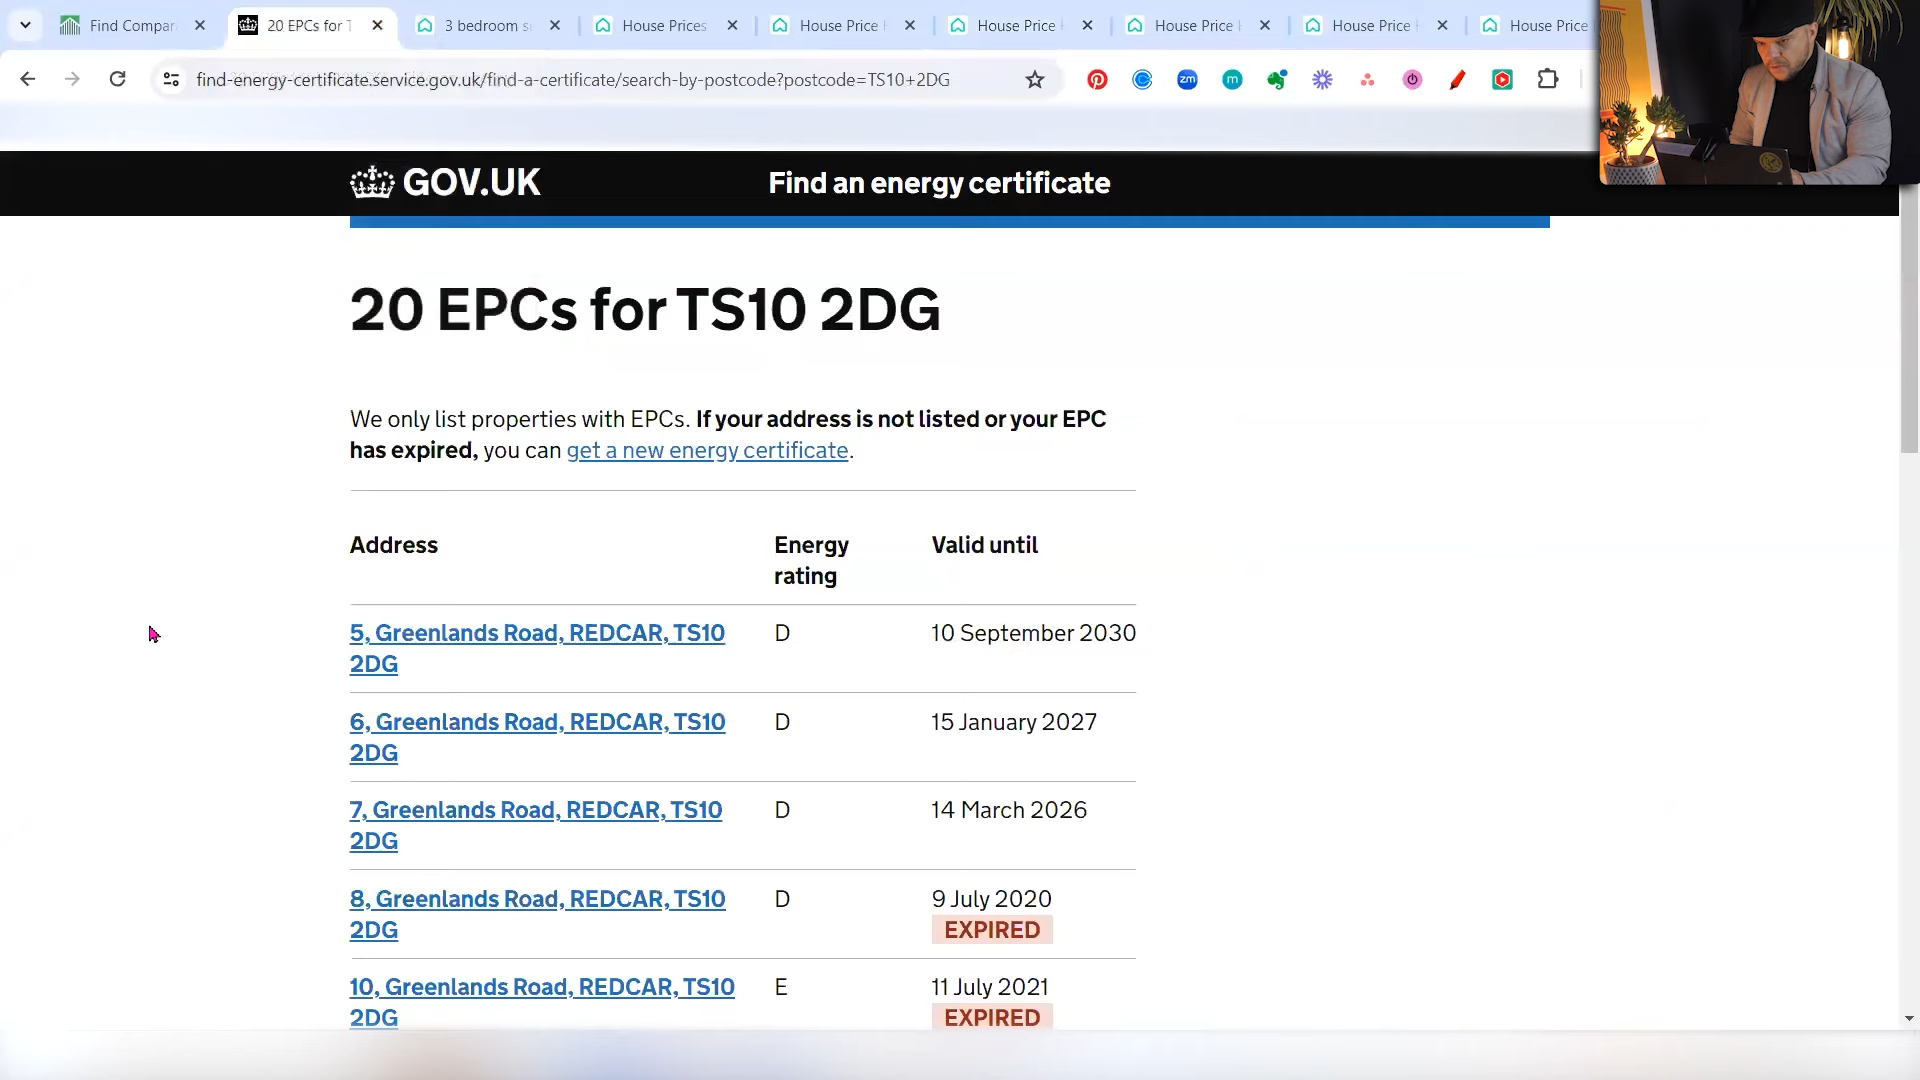 Find Compar
20 EPCs for T
3 bedroom s
House Prices
House Price
House Price
House Price
House Price
House Price
find-energy-certificate.service.gov.uk/find-a-certificate/search-by-postcode?postcode=TS10+2DG
zm
m
GOV.UK
Find an energy certificate
20 EPCs for TS10 2DG
We only list properties with EPCs. If your address is not listed or your EPC
has expired, you can get a new energy certificate.
Address
Energy
rating
Valid until
5, Greenlands Road, REDCAR, TS10
2DG
D
10 September 2030
6, Greenlands Road, REDCAR, TS10
2DG
D
15 January 2027
7, Greenlands Road, REDCAR, TS10
2DG
D
14 March 2026
8, Greenlands Road, REDCAR, TS10
2DG
D
9 July 2020
EXPIRED
10, Greenlands Road, REDCAR, TS10
2DG
E
11 July 2021
EXPIRED